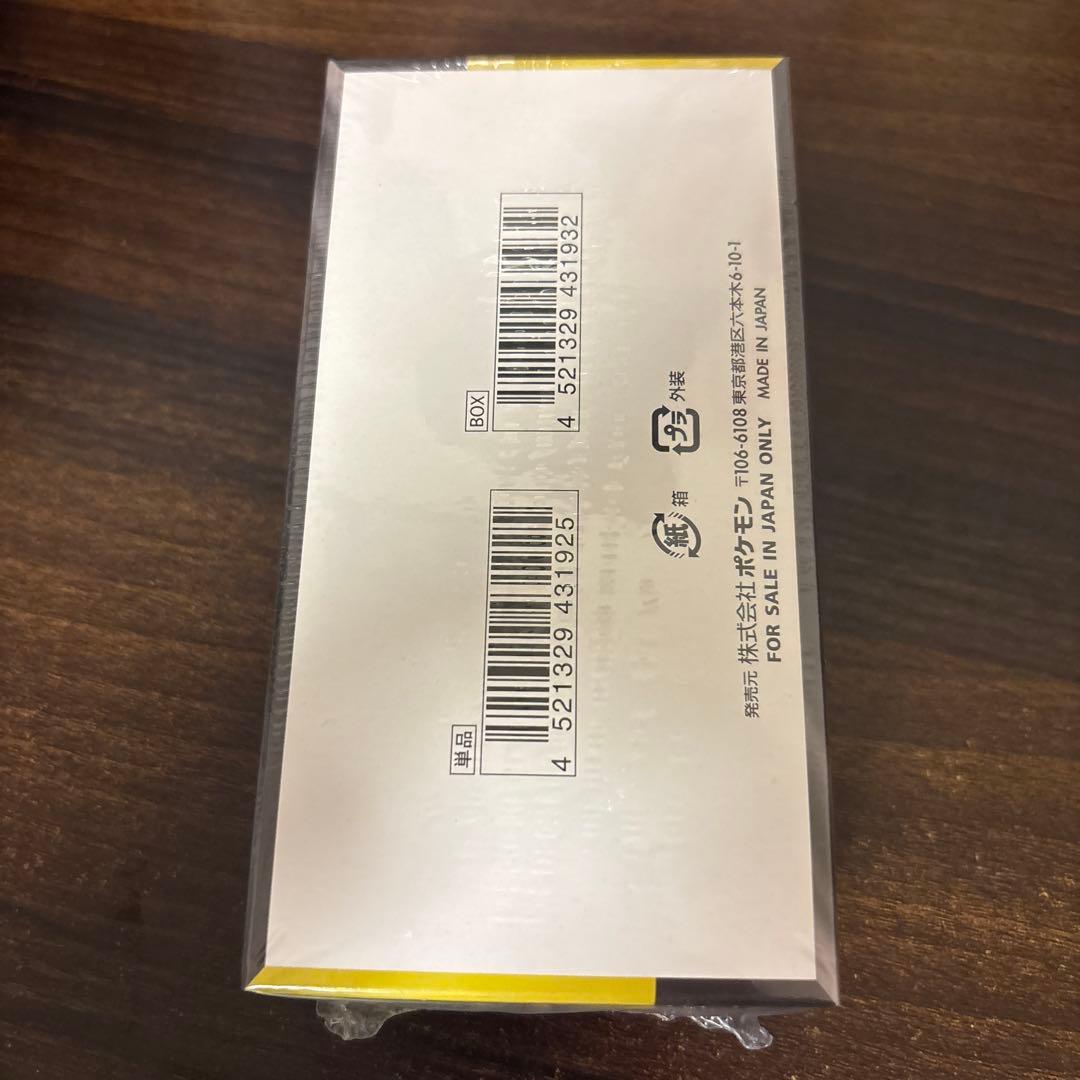 単品
4 521329 431925
BOX
4 521329 431932
紙 箱
プラ 外装
発売元 株式会社 ポケモン 〒106-6108 東京都港区六本木6-10-1
FOR SALE IN JAPAN ONLY MADE IN JAPAN